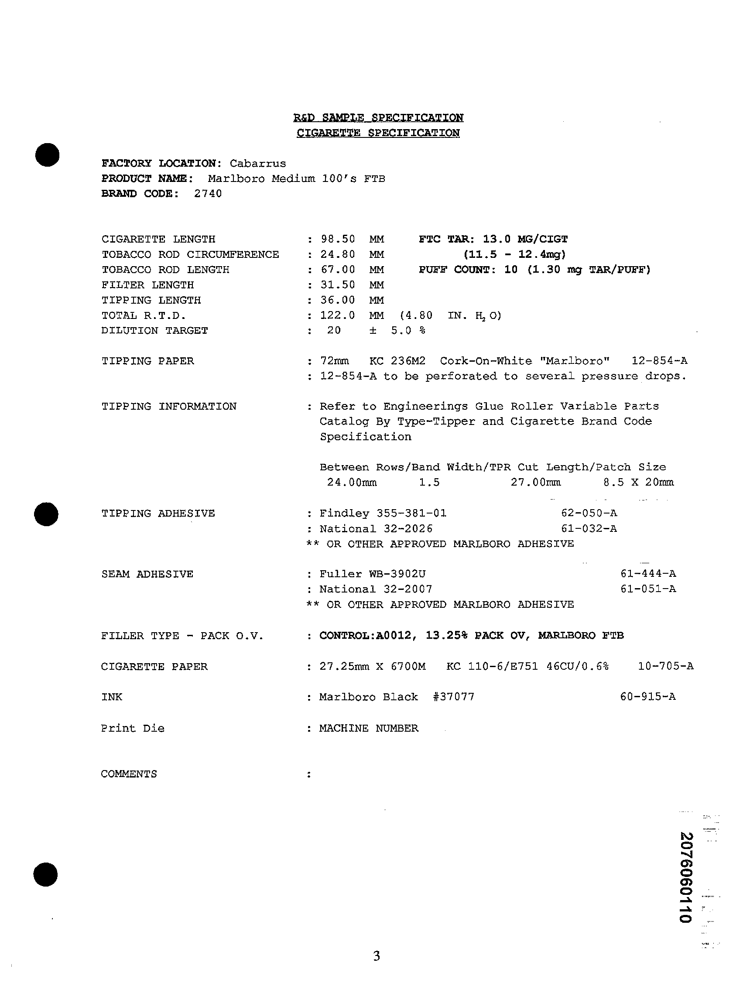 R&D SAMPLE SPECIFICATION
CIGARETTE SPECIFICATION
FACTORY LOCATION: Cabarrus
PRODUCT NAME: Marlboro Medium 100's FTB
BRAND CODE: 2740
CIGARETTE LENGTH : 98.50 MM FTC TAR: 13.0 MG/CIGT
TOBACCO ROD CIRCUMFERENCE : 24.80 MM (11.5 - 12.4mg)
TOBACCO ROD LENGTH : 67.00 MM PUFF COUNT: 10 (1.30 mg TAR/PUFF)
FILTER LENGTH : 31.50 MM
TIPPING LENGTH : 36.00 MM
TOTAL R.T.D. : 122.0 MM (4.80 IN. H₂O)
DILUTION TARGET : 20 ± 5.0 %
TIPPING PAPER : 72mm KC 236M2 Cork-On-White "Marlboro" 12-854-A
: 12-854-A to be perforated to several pressure drops.
TIPPING INFORMATION : Refer to Engineerings Glue Roller Variable Parts
Catalog By Type-Tipper and Cigarette Brand Code
Specification
Between Rows/Band Width/TPR Cut Length/Patch Size
24.00mm 1.5 27.00mm 8.5 X 20mm
TIPPING ADHESIVE : Findley 355-381-01 62-050-A
: National 32-2026 61-032-A
** OR OTHER APPROVED MARLBORO ADHESIVE
SEAM ADHESIVE : Fuller WB-3902U 61-444-A
: National 32-2007 61-051-A
** OR OTHER APPROVED MARLBORO ADHESIVE
FILLER TYPE - PACK O.V. : CONTROL:A0012, 13.25% PACK OV, MARLBORO FTB
CIGARETTE PAPER : 27.25mm X 6700M KC 110-6/E751 46CU/0.6% 10-705-A
INK : Marlboro Black #37077 60-915-A
Print Die : MACHINE NUMBER
COMMENTS :
2076060110
3